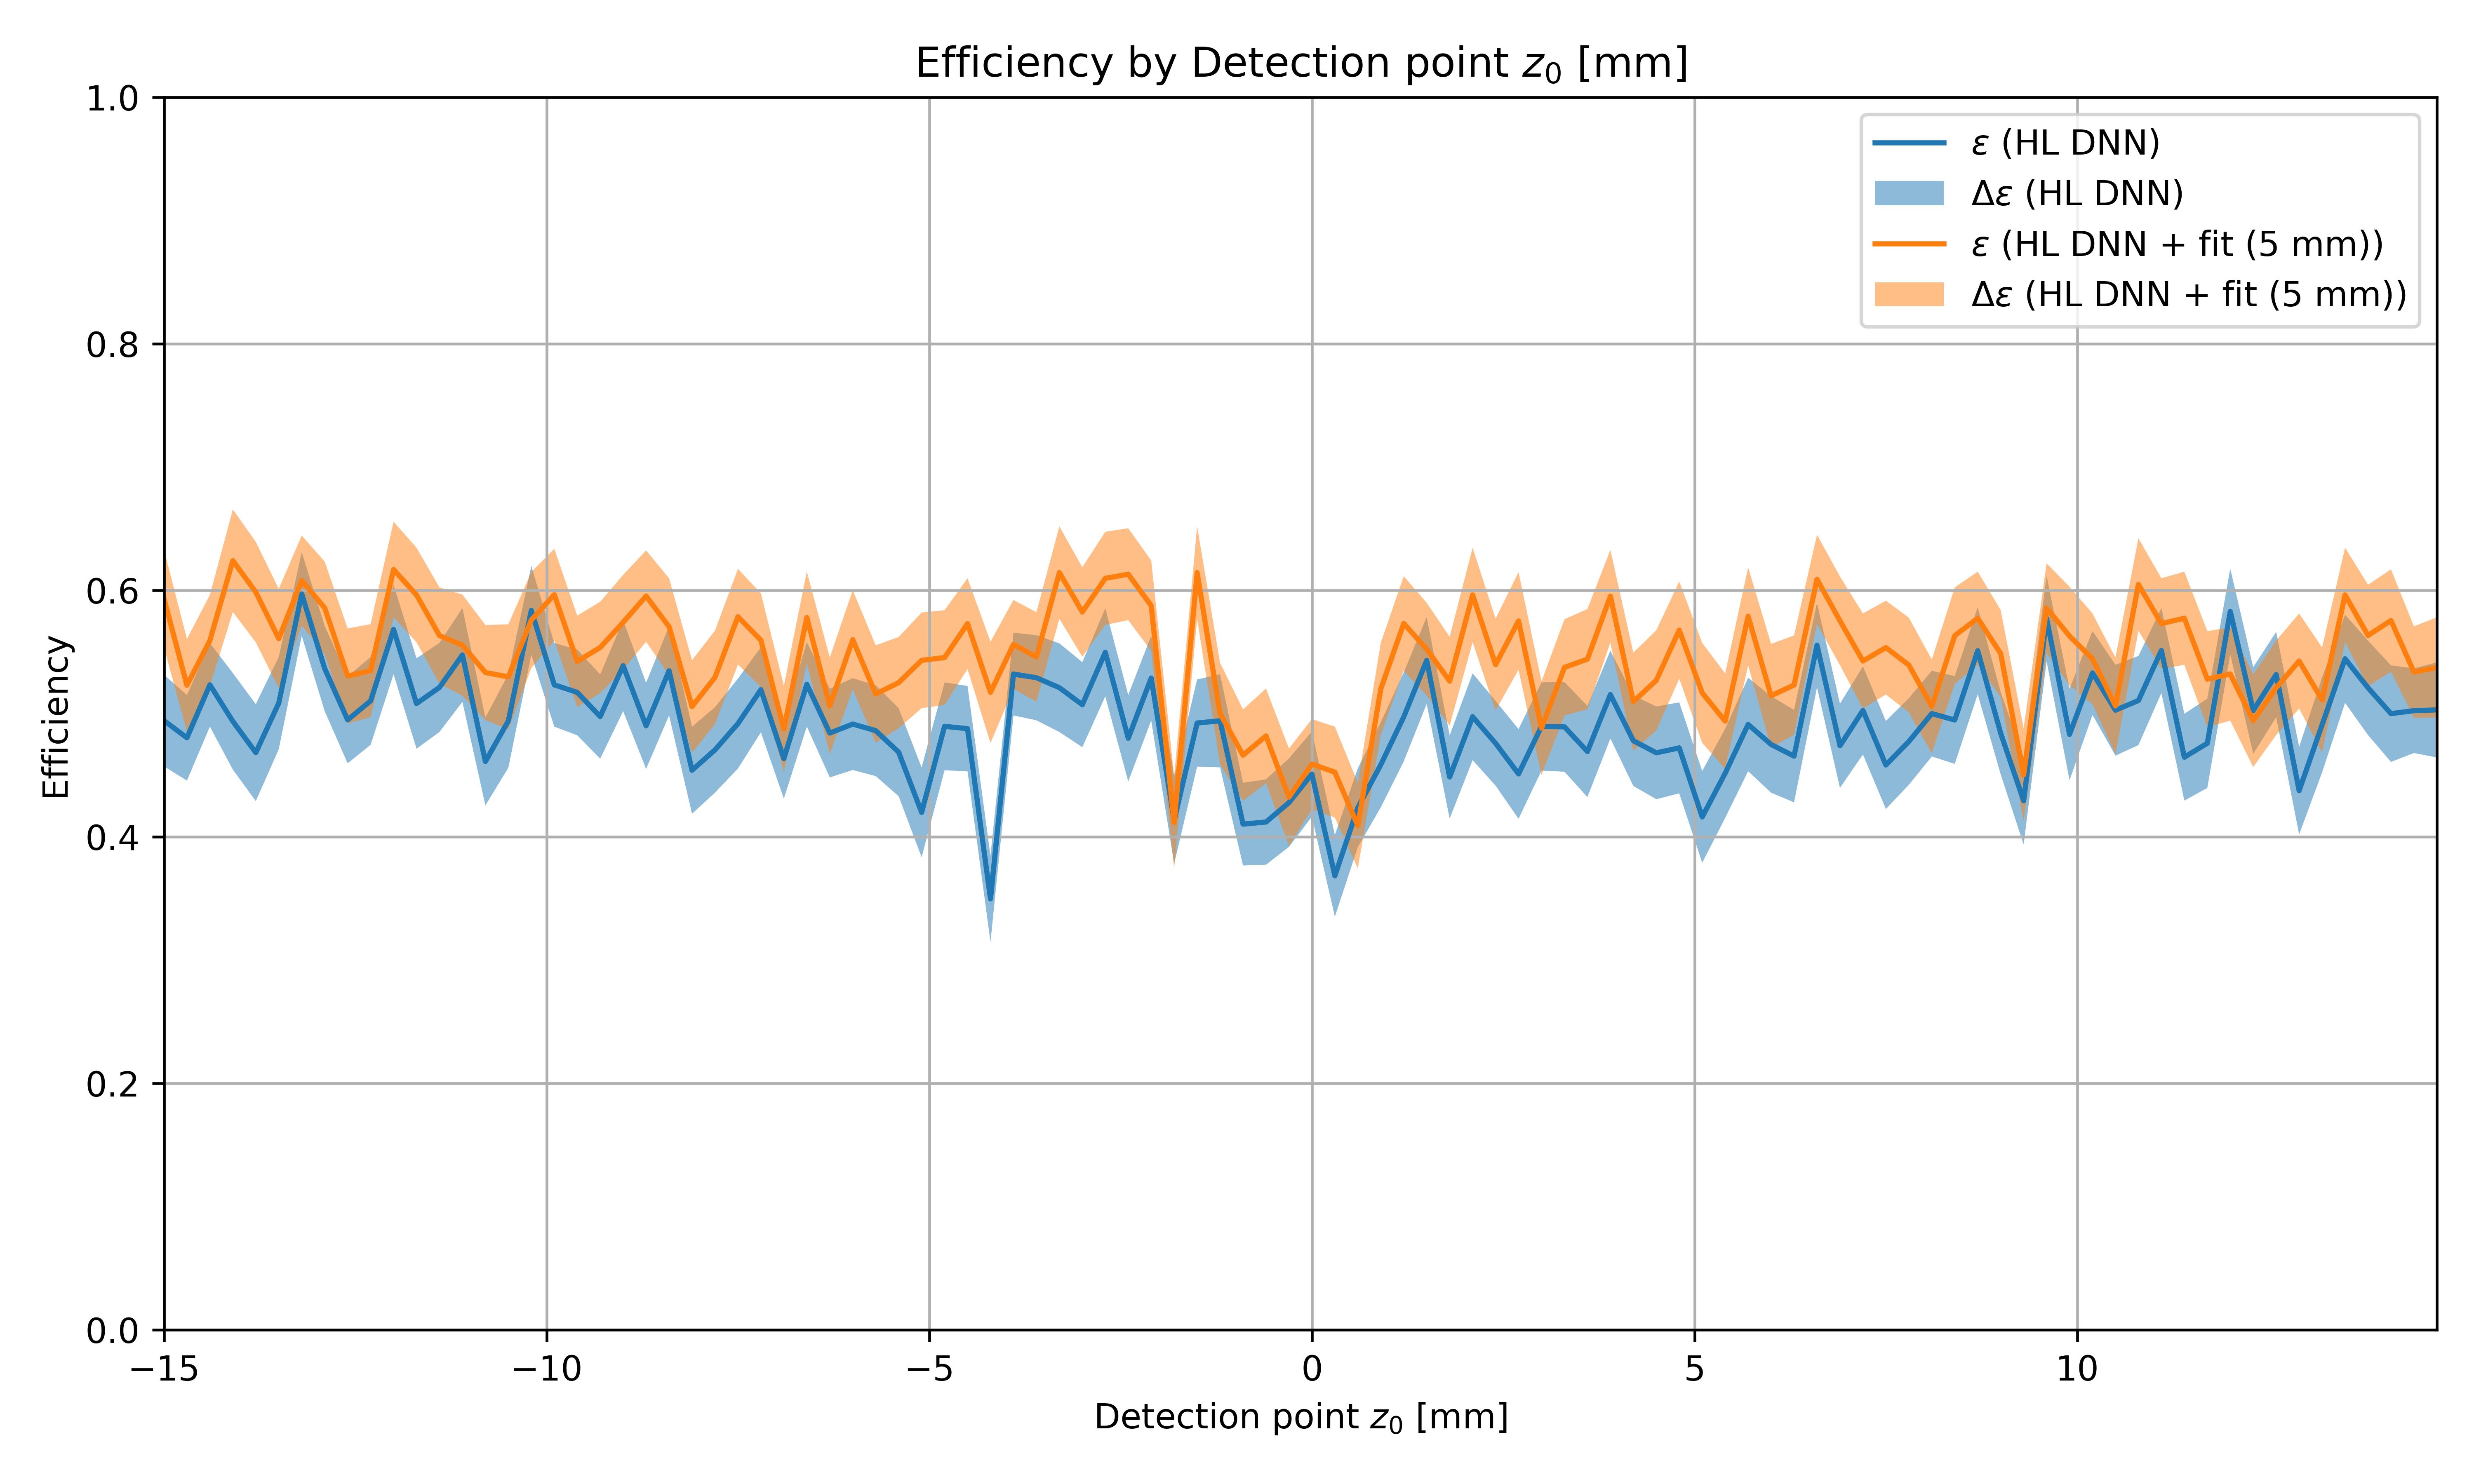 Efficiency by Detection point z₀ [mm]
1.0
0.8
0.6
0.4
0.2
0.0
Efficiency
ε (HL DNN)
Δε (HL DNN)
ε (HL DNN + fit (5 mm))
Δε (HL DNN + fit (5 mm))
−15 −10 −5 0 5 10
Detection point z₀ [mm]